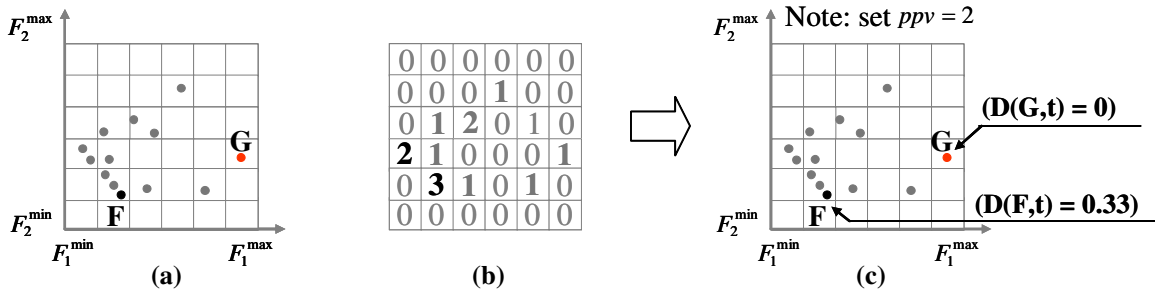 F₂ᵐᵃˣ
G
F
F₂ᵐⁱⁿ
F₁ᵐⁱⁿ F₁ᵐᵃˣ
(a)
0 0 0 0 0 0
0 0 0 1 0 0
0 1 2 0 1 0
2 1 0 0 0 1
0 3 1 0 1 0
0 0 0 0 0 0
(b)
Note: set ppv = 2
F₂ᵐᵃˣ
(D(G,t) = 0)
G
(D(F,t) = 0.33)
F
F₂ᵐⁱⁿ
F₁ᵐⁱⁿ F₁ᵐᵃˣ
(c)